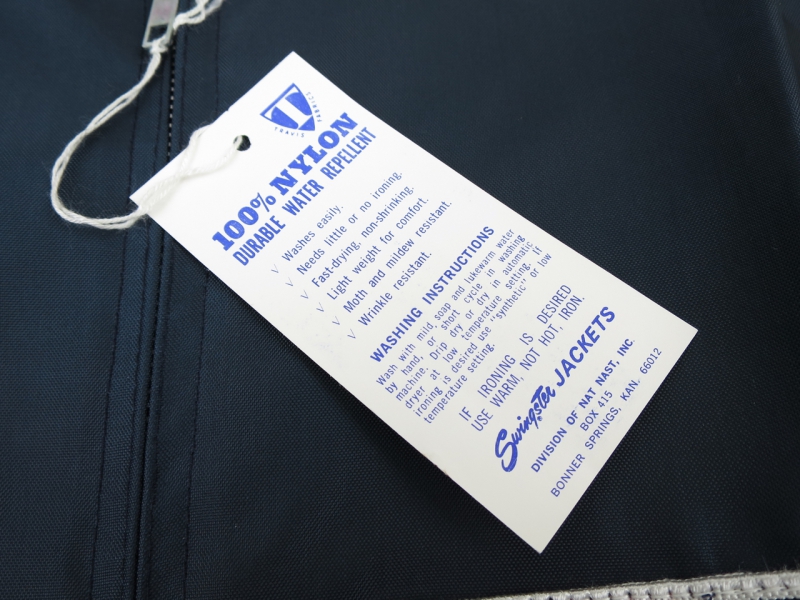 TRAVIS FABRICS
100% NYLON
DURABLE WATER REPELLENT
√ Washes easily.
√ Needs little or no ironing.
√ Fast-drying, non-shrinking.
√ Light weight for comfort.
√ Moth and mildew resistant.
√ Wrinkle resistant.
WASHING INSTRUCTIONS
Wash with mild, soap and lukewarm water
by hand, or short cycle in washing
machine. Drip dry or dry in automatic
dryer at low temperature setting. If
ironing is desired use "synthetic" or low
temperature setting.
IF IRONING IS DESIRED
USE WARM, NOT HOT, IRON.
Swingster JACKETS
DIVISION OF NAT NAST, INC.
BOX 415
BONNER SPRINGS, KAN. 66012